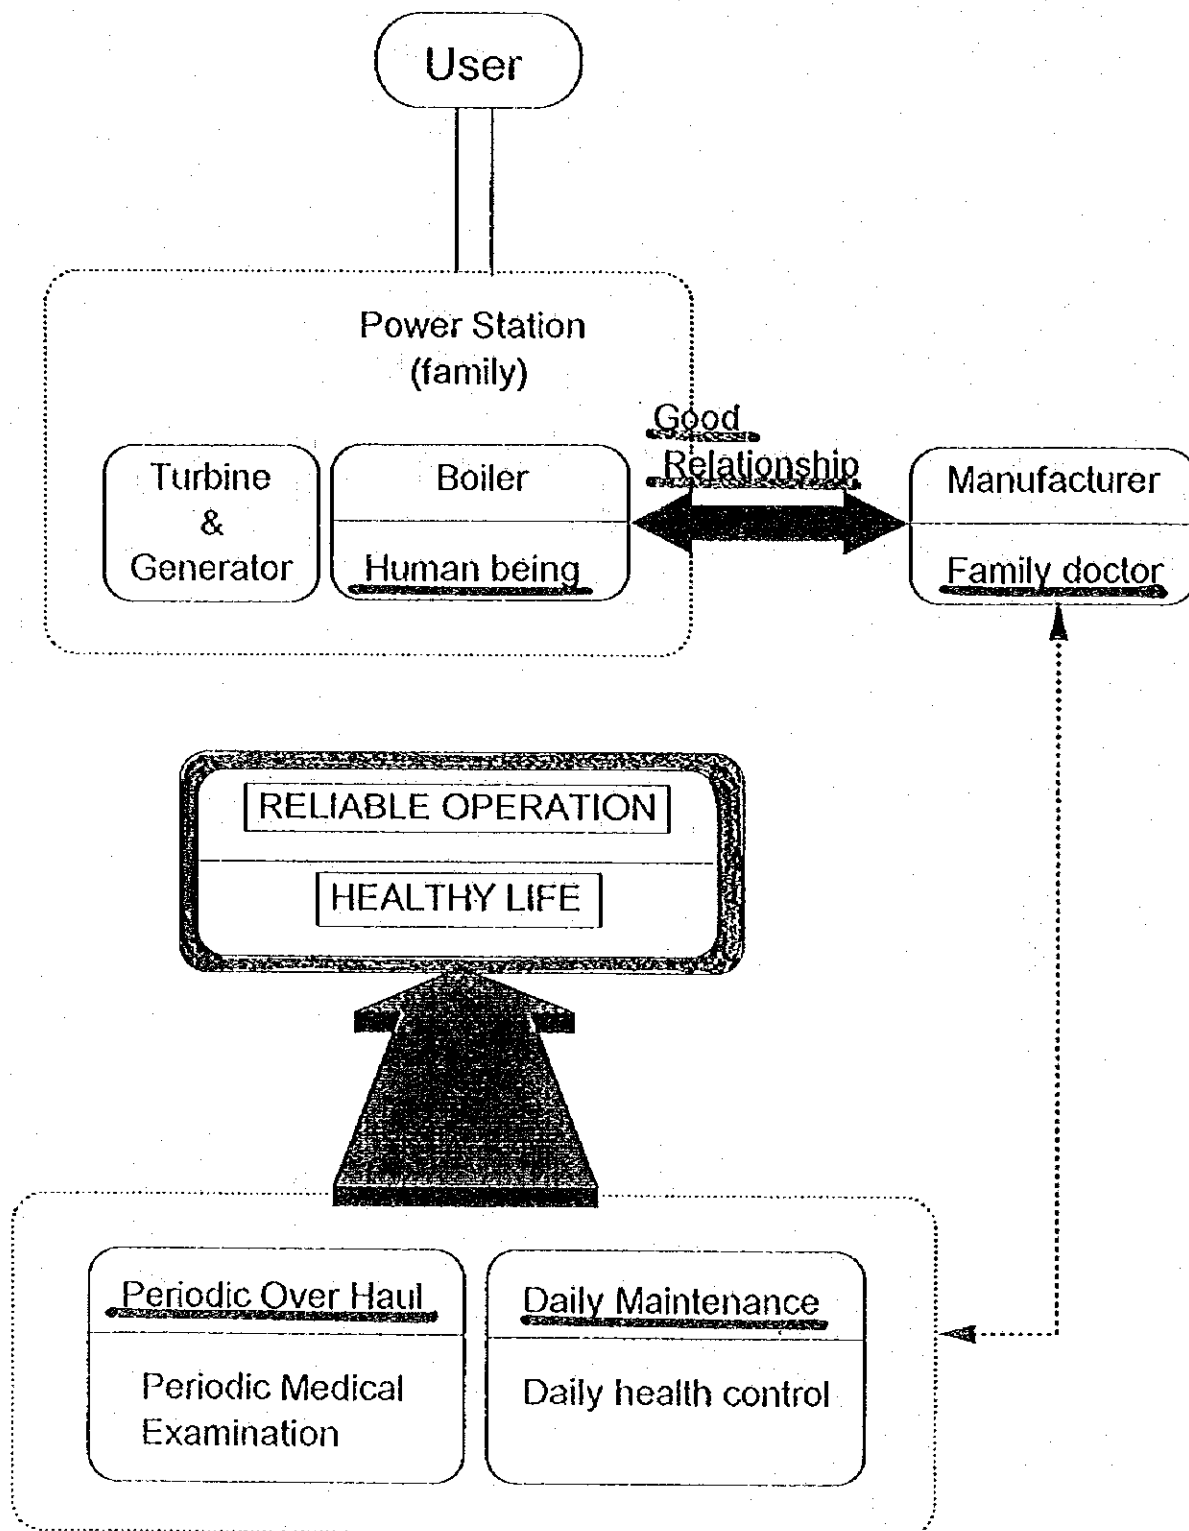 User
Power Station
(family)
Turbine
&
Generator
Boiler
Human being
Good
Relationship
Manufacturer
Family doctor
RELIABLE OPERATION
HEALTHY LIFE
Periodic Over Haul
Periodic Medical
Examination
Daily Maintenance
Daily health control